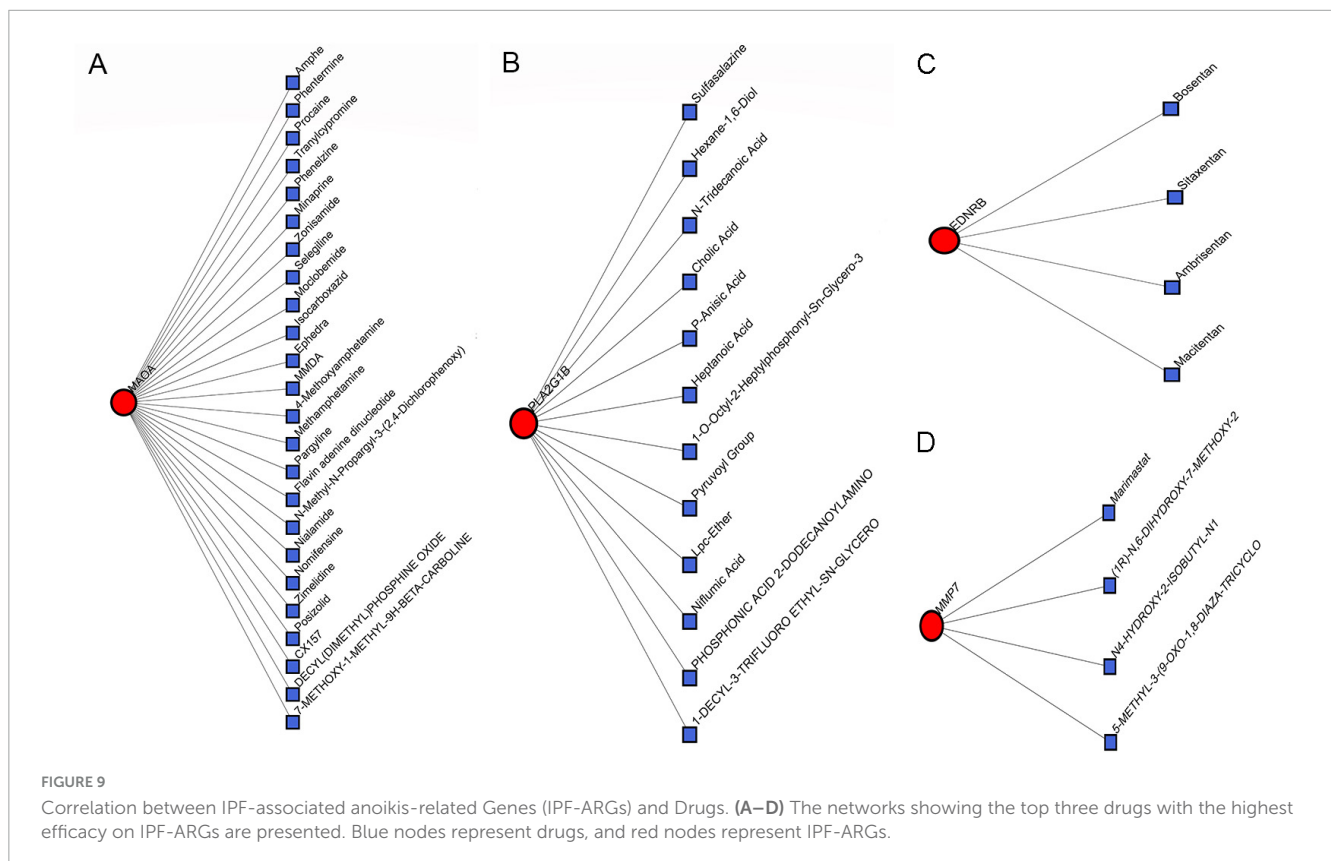 A
Amphe
Phentermine
Procaine
Tranylcypromine
Phenelzine
Minaprine
Zonisamide
Selegiline
Moclobemide
Isocarboxazid
Ephedra
MMDA
4-Methoxyamphetamine
Methamphetamine
Pargyline
Flavin adenine dinucleotide
N-Methyl-N-Propargyl-3-(2,4-Dichlorophenoxy)
Nialamide
Nomifensine
Zimelidine
Posizolid
CX157
DECYL(DIMETHYL)PHOSPHINE OXIDE
7-METHOXY-1-METHYL-9H-BETA-CARBOLINE
MAOA
B
Sulfasalazine
Hexane-1,6-Diol
N-Tridecanoic Acid
Cholic Acid
P-Anisic Acid
Heptanoic Acid
1-O-Octyl-2-Heptylphosphonyl-Sn-Glycero-3
Pyruvoyl Group
Lpc-Ether
Niflumic Acid
PHOSPHONIC ACID 2-DODECANOYLAMINO
1-DECYL-3-TRIFLUORO ETHYL-SN-GLYCERO
PLA2G1B
C
Bosentan
Sitaxentan
Ambrisentan
Macitentan
EDNRB
D
Marimastat
(1R)-N,6-DIHYDROXY-7-METHOXY-2
N4-HYDROXY-2-ISOBUTYL-N1
5-METHYL-3-(9-OXO-1,8-DIAZA-TRICYCLO
MMP7
FIGURE 9
Correlation between IPF-associated anoikis-related Genes (IPF-ARGs) and Drugs. (A–D) The networks showing the top three drugs with the highest
efficacy on IPF-ARGs are presented. Blue nodes represent drugs, and red nodes represent IPF-ARGs.